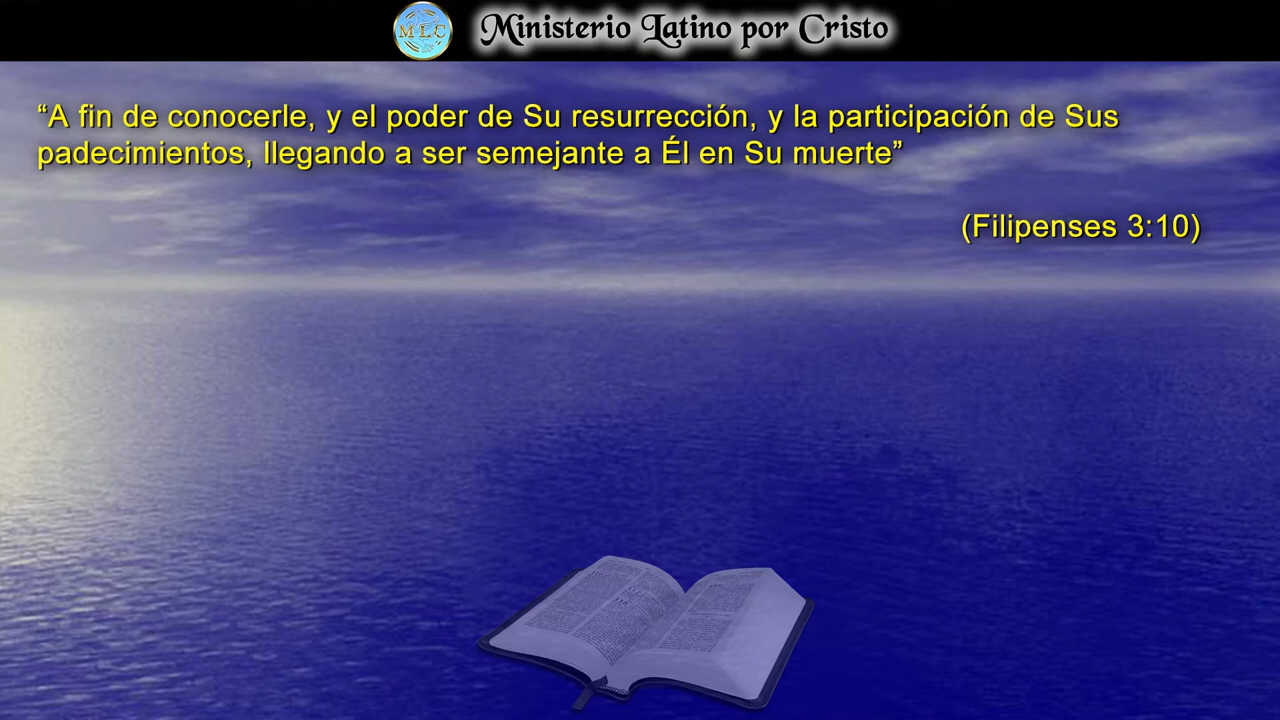 MLC
Ministerio Latino por Cristo
“A fin de conocerle, y el poder de Su resurrección, y la participación de Sus
padecimientos, llegando a ser semejante a Él en Su muerte”
(Filipenses 3:10)